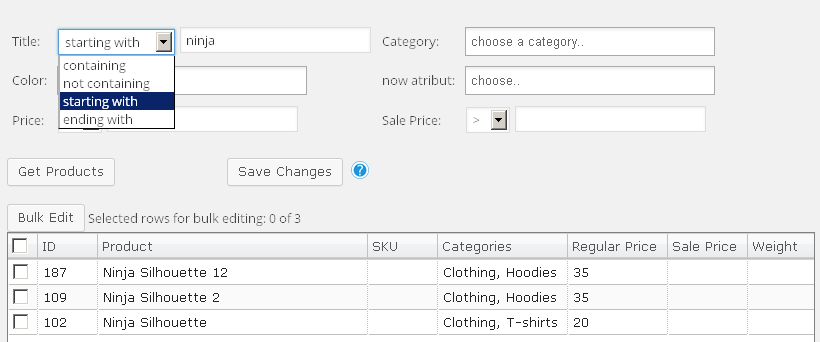 Title: starting with ninja Category: choose a category..
containing
not containing
starting with
ending with
Color: now atribut: choose..
Price: Sale Price: >
Get Products Save Changes ?
Bulk Edit Selected rows for bulk editing: 0 of 3
ID Product SKU Categories Regular Price Sale Price Weight
187 Ninja Silhouette 12 Clothing, Hoodies 35
109 Ninja Silhouette 2 Clothing, Hoodies 35
102 Ninja Silhouette Clothing, T-shirts 20